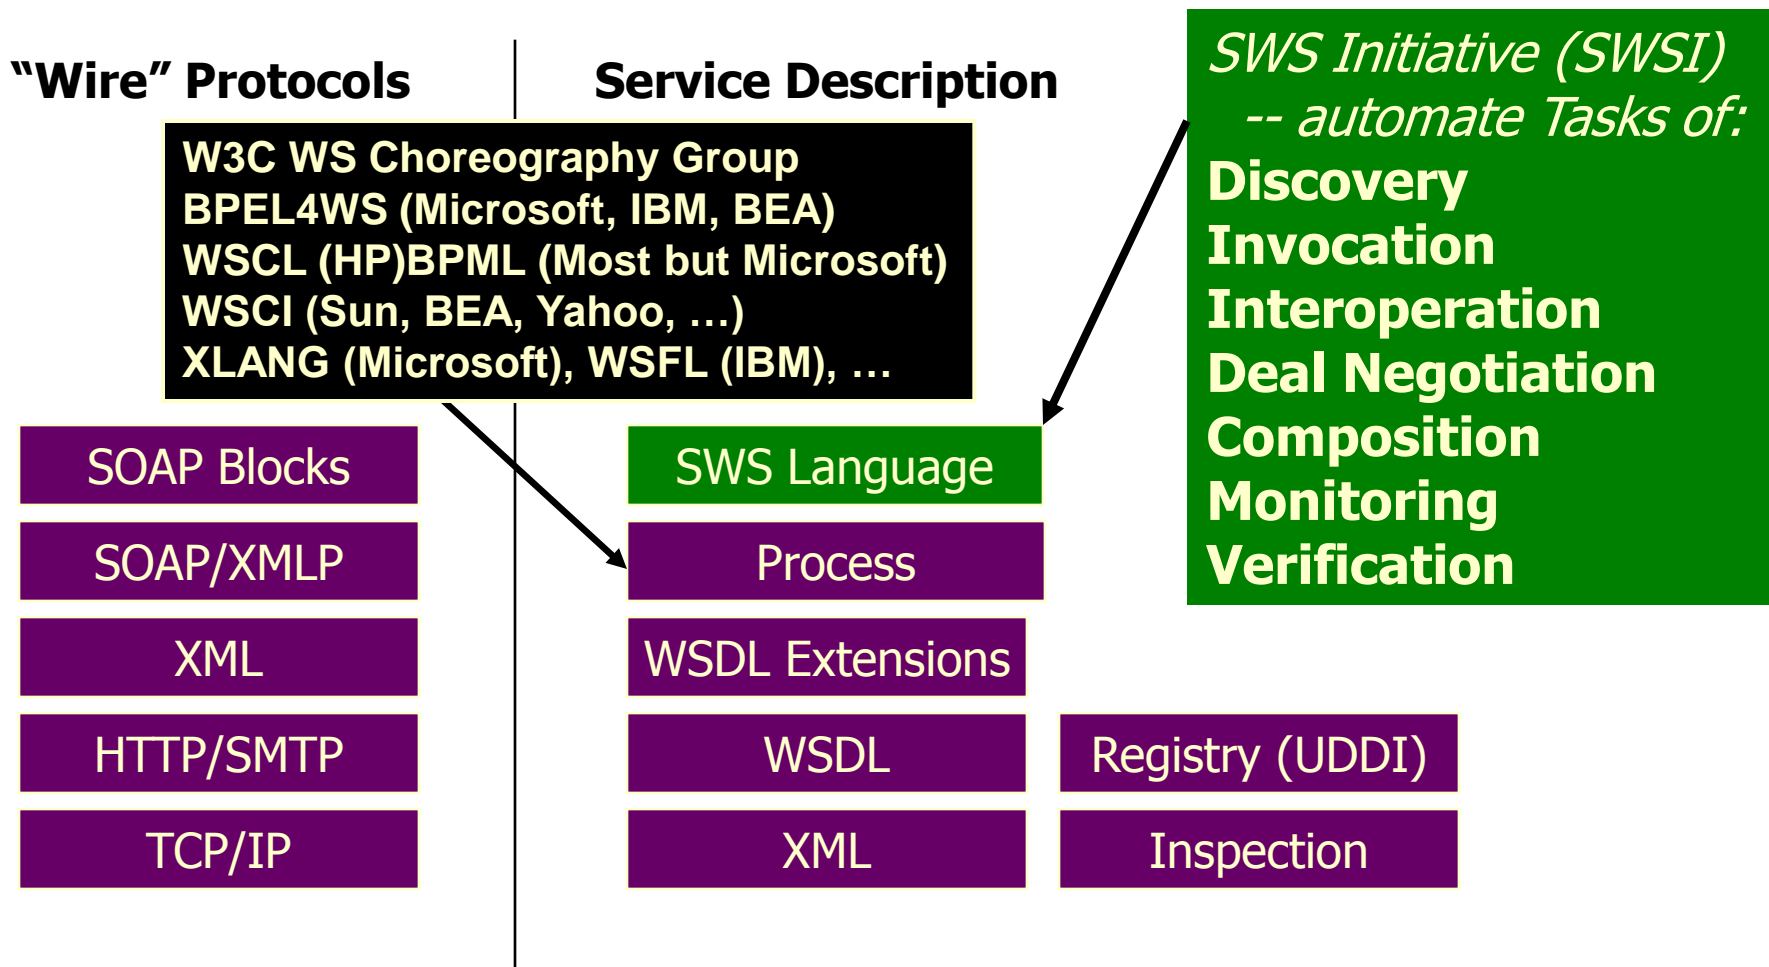 “Wire” Protocols
Service Description
W3C WS Choreography Group
BPEL4WS (Microsoft, IBM, BEA)
WSCL (HP)BPML (Most but Microsoft)
WSCI (Sun, BEA, Yahoo, …)
XLANG (Microsoft), WSFL (IBM), …
SWS Initiative (SWSI)
-- automate Tasks of:
Discovery
Invocation
Interoperation
Deal Negotiation
Composition
Monitoring
Verification
SOAP Blocks
SOAP/XMLP
XML
HTTP/SMTP
TCP/IP
SWS Language
Process
WSDL Extensions
WSDL
XML
Registry (UDDI)
Inspection